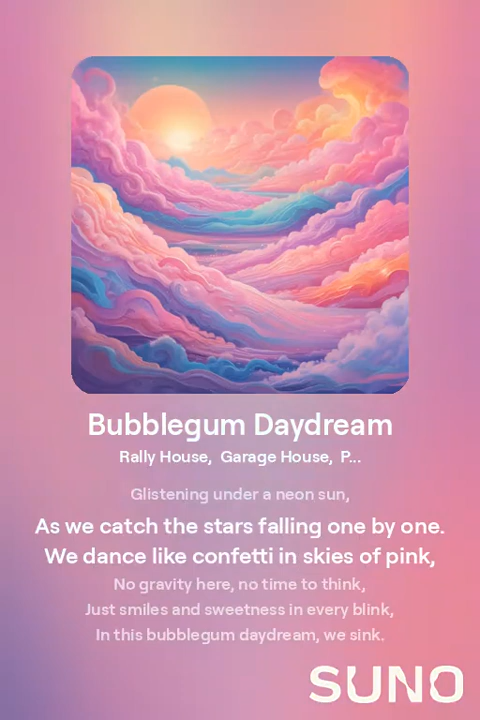 Bubblegum Daydream
Rally House, Garage House, P...
Glistening under a neon sun,
As we catch the stars falling one by one.
We dance like confetti in skies of pink,
No gravity here, no time to think,
Just smiles and sweetness in every blink,
In this bubblegum daydream, we sink.
SUNO